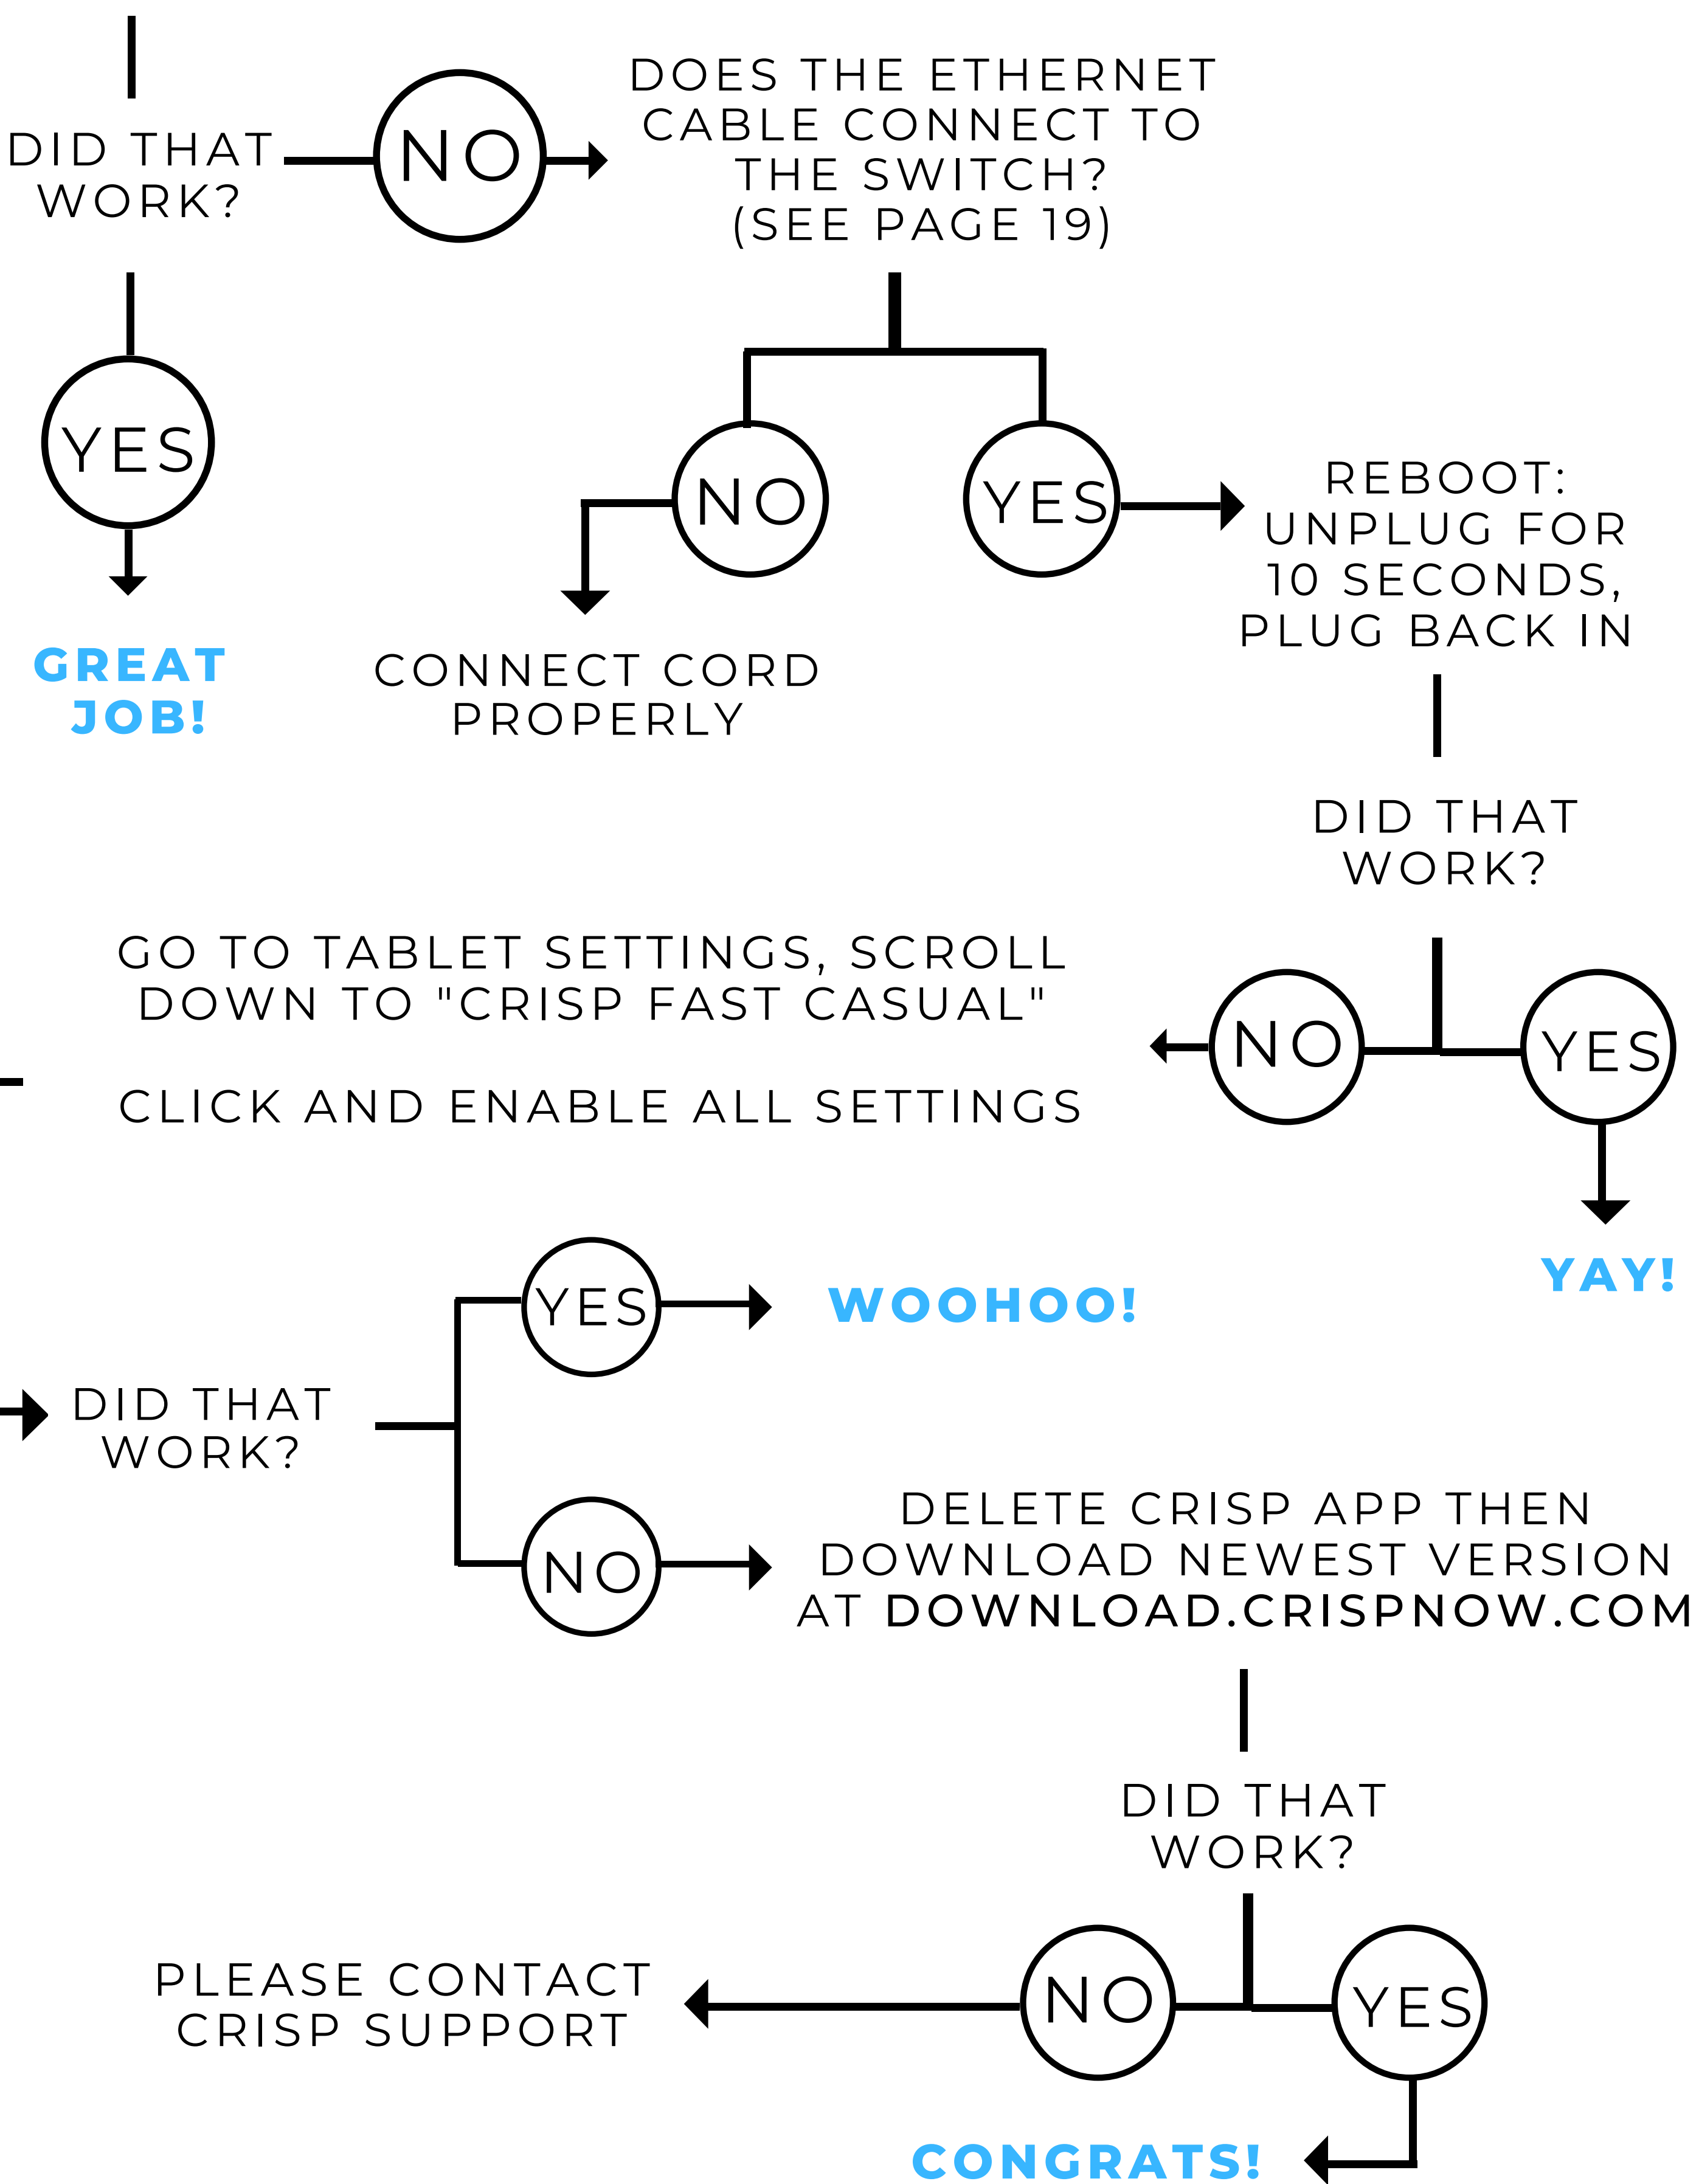 DID THAT
WORK?
NO
DOES THE ETHERNET
CABLE CONNECT TO
THE SWITCH?
(SEE PAGE 19)
YES
GREAT
JOB!
NO
CONNECT CORD
PROPERLY
YES
REBOOT:
UNPLUG FOR
10 SECONDS,
PLUG BACK IN
DID THAT
WORK?
NO
YES
YAY!
GO TO TABLET SETTINGS, SCROLL
DOWN TO "CRISP FAST CASUAL"
CLICK AND ENABLE ALL SETTINGS
DID THAT
WORK?
YES
WOOHOO!
NO
DELETE CRISP APP THEN
DOWNLOAD NEWEST VERSION
AT DOWNLOAD.CRISPNOW.COM
DID THAT
WORK?
NO
YES
PLEASE CONTACT
CRISP SUPPORT
CONGRATS!